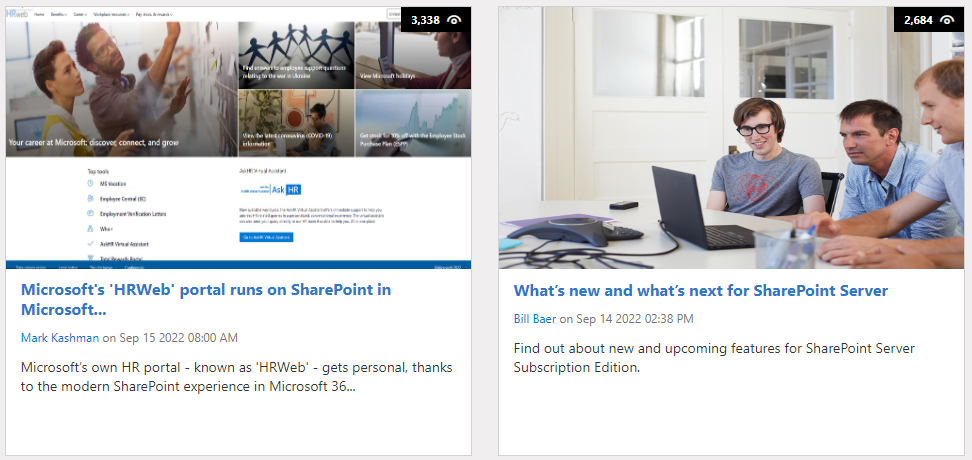 HRweb Home Benefits Career Workplace resources Pay, stock, & rewards
3,338
Find answers to employee support questions
relating to the war in Ukraine
View Microsoft holidays
Your career at Microsoft: discover, connect, and grow
View the latest coronavirus (COVID-19)
information
Get stock for 10% off with the Employee Stock
Purchase Plan (ESPP)
Top tools
MS Vacation
Employee Central (EC)
Employment Verification Letters
Who+
AskHR Virtual Assistant
Total Rewards Portal
AskHR Virtual Assistant
Ask HR
Go to AskHR Virtual Assistant
Microsoft's 'HRWeb' portal runs on SharePoint in
Microsoft...
Mark Kashman on Sep 15 2022 08:00 AM
Microsoft's own HR portal - known as 'HRWeb' - gets personal, thanks
to the modern SharePoint experience in Microsoft 36...
2,684
What's new and what's next for SharePoint Server
Bill Baer on Sep 14 2022 02:38 PM
Find out about new and upcoming features for SharePoint Server
Subscription Edition.